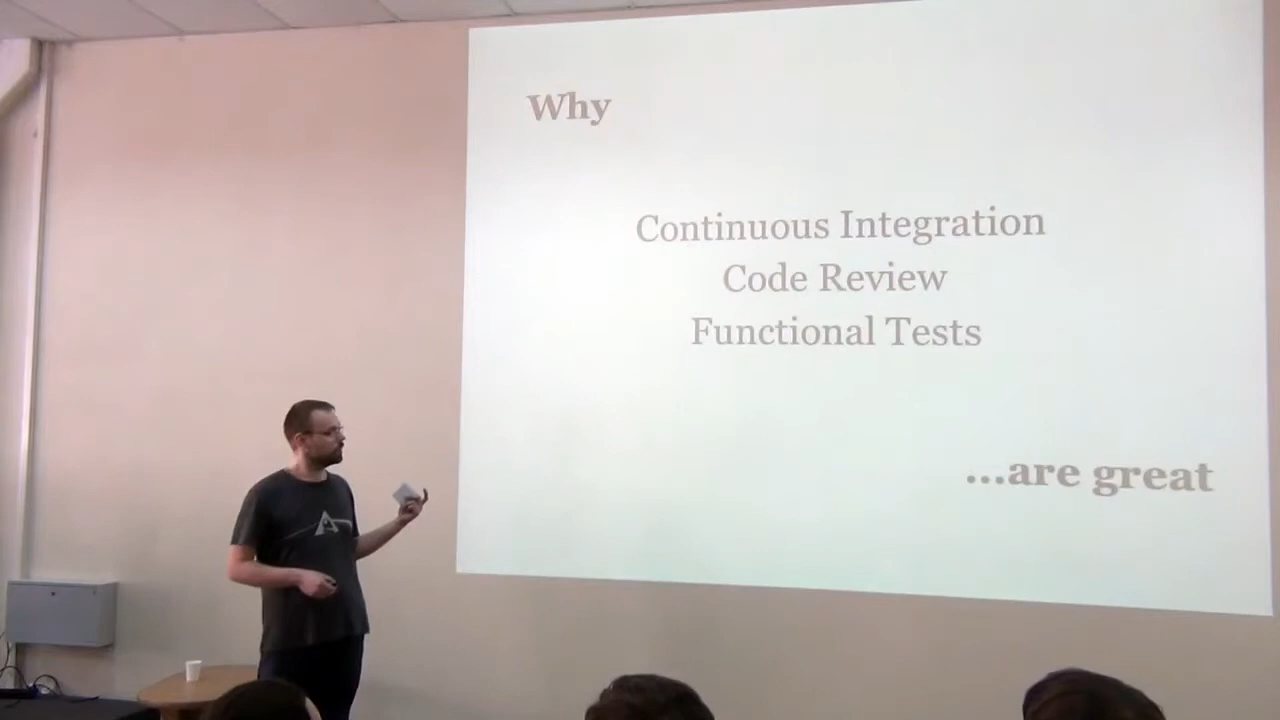 Why
Continuous Integration
Code Review
Functional Tests
...are great